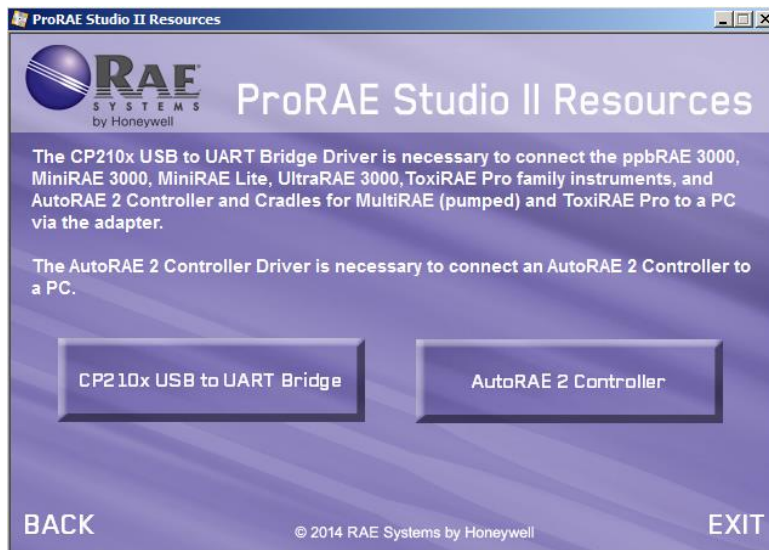 ProRAE Studio II Resources
RAE
SYSTEMS
by Honeywell
ProRAE Studio II Resources
The CP210x USB to UART Bridge Driver is necessary to connect the ppbRAE 3000,
MiniRAE 3000, MiniRAE Lite, UltraRAE 3000,ToxiRAE Pro family instruments, and
AutoRAE 2 Controller and Cradles for MultiRAE (pumped) and ToxiRAE Pro to a PC
via the adapter.
The AutoRAE 2 Controller Driver is necessary to connect an AutoRAE 2 Controller to
a PC.
CP210x USB to UART Bridge
AutoRAE 2 Controller
BACK
© 2014 RAE Systems by Honeywell
EXIT